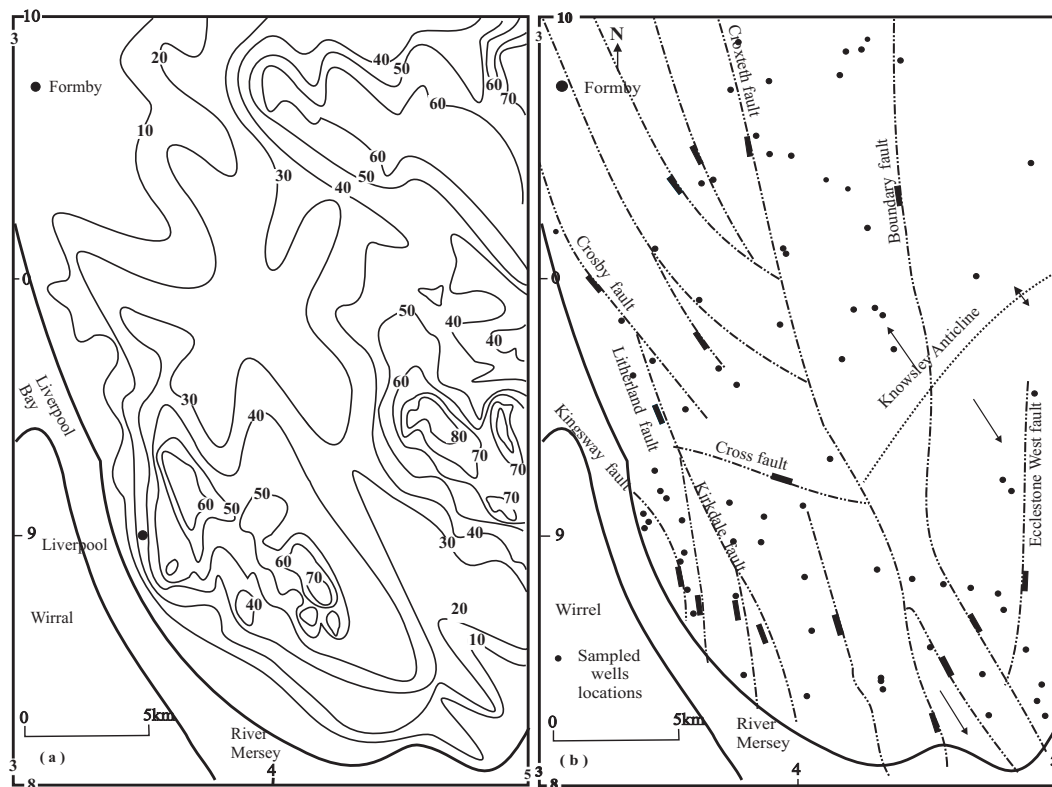 10
3
20
40
50
60
70
Formby
10
60
60
30
50
40
0
50
40
40
60
30
40
80
70
70
Liverpool
Bay
50
60
50
70
40
30
9
Liverpool
60
70
40
20
10
Wirral
0
5km
River
Mersey
( a )
3
8
4
5
10
3
N
Croxteth fault
Formby
Boundary fault
Crosby fault
0
Knowsley Anticline
Litherland fault
Kingsway fault
Cross fault
Kirkdale fault
Ecclestone West fault
9
Wirrel
Sampled
wells
locations
0
5km
River
Mersey
( b )
8
4